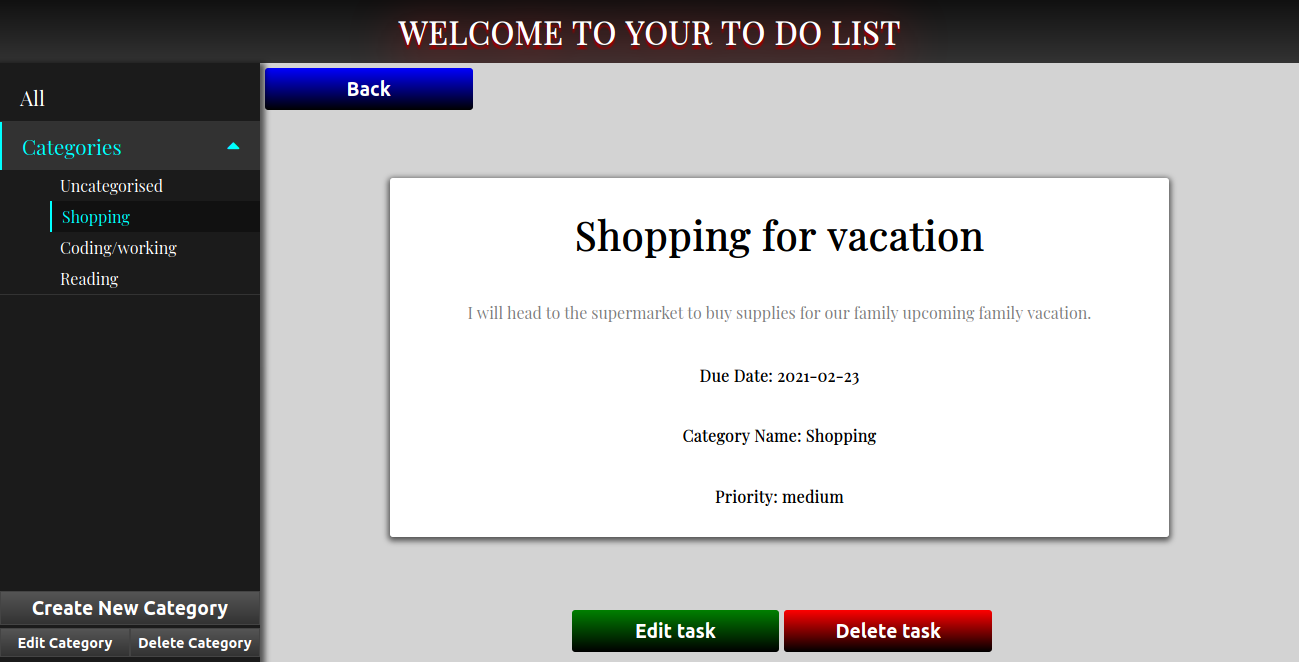 WELCOME TO YOUR TO DO LIST
All
Categories
Uncategorised
Shopping
Coding/working
Reading
Create New Category
Edit Category
Delete Category
Back
Shopping for vacation
I will head to the supermarket to buy supplies for our family upcoming family vacation.
Due Date: 2021-02-23
Category Name: Shopping
Priority: medium
Edit task
Delete task